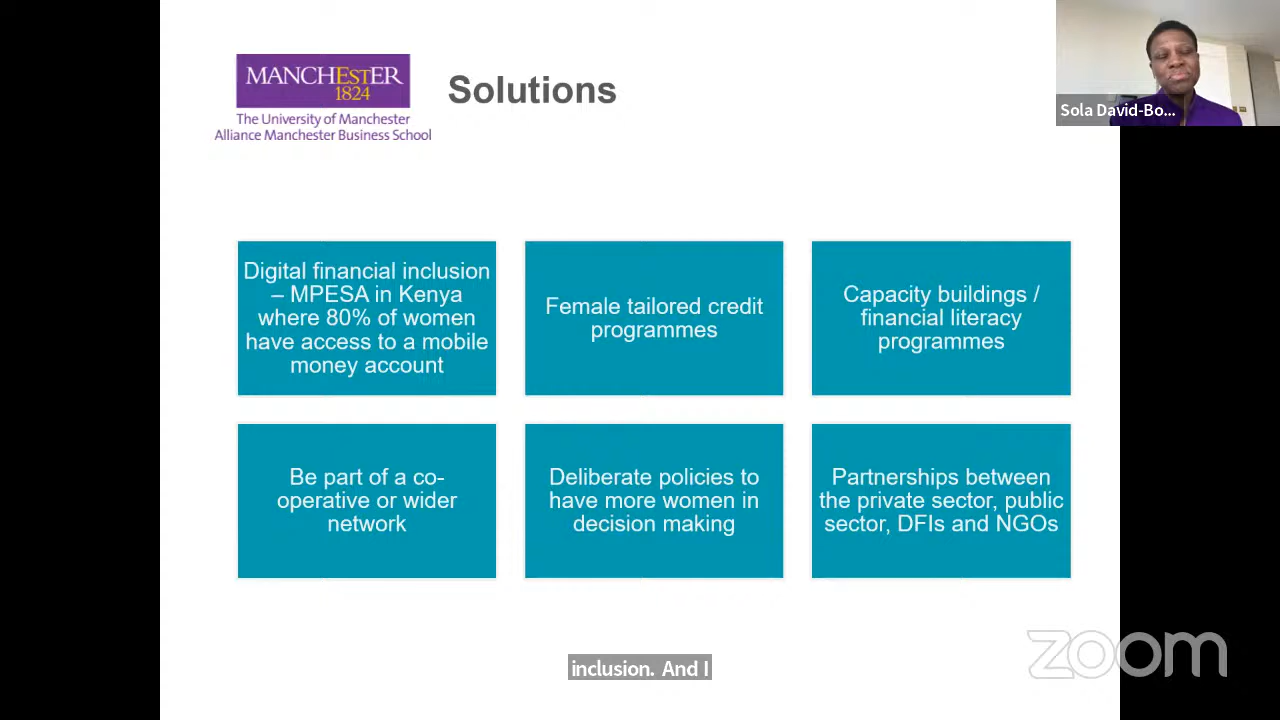 MANCHESTER
1824
The University of Manchester
Alliance Manchester Business School
Solutions
Sola David-Bo...
Digital financial inclusion
– MPESA in Kenya
where 80% of women
have access to a mobile
money account
Female tailored credit
programmes
Capacity buildings /
financial literacy
programmes
Be part of a co-
operative or wider
network
Deliberate policies to
have more women in
decision making
Partnerships between
the private sector, public
sector, DFIs and NGOs
inclusion. And I
zoom